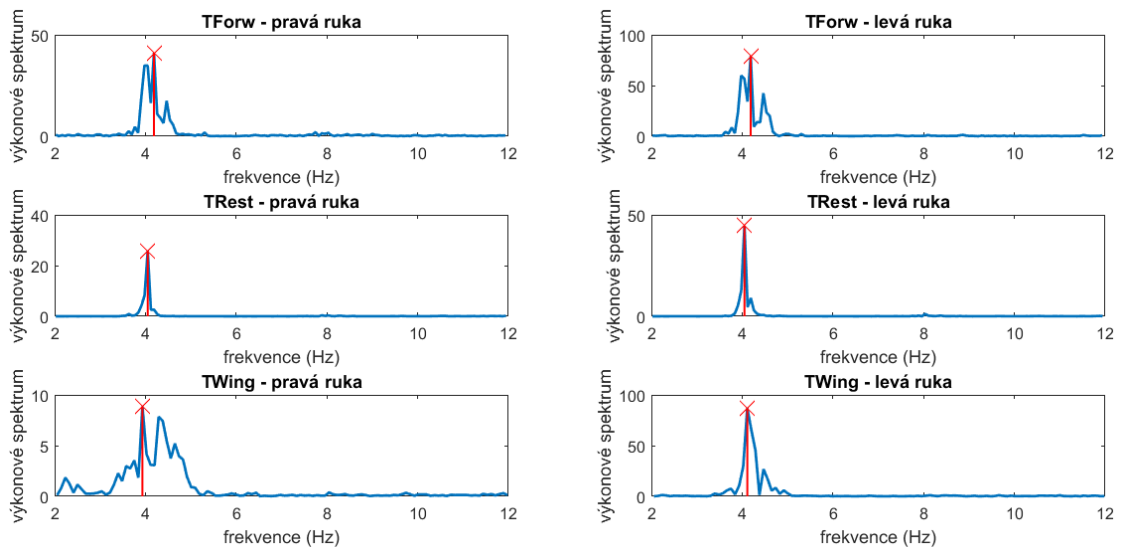 TForw - pravá ruka
výkonové spektrum
50
0
2 4 6 8 10 12
frekvence (Hz)
TForw - levá ruka
výkonové spektrum
100
50
0
2 4 6 8 10 12
frekvence (Hz)
TRest - pravá ruka
výkonové spektrum
40
20
0
2 4 6 8 10 12
frekvence (Hz)
TRest - levá ruka
výkonové spektrum
50
0
2 4 6 8 10 12
frekvence (Hz)
TWing - pravá ruka
výkonové spektrum
10
5
0
2 4 6 8 10 12
frekvence (Hz)
TWing - levá ruka
výkonové spektrum
100
50
0
2 4 6 8 10 12
frekvence (Hz)